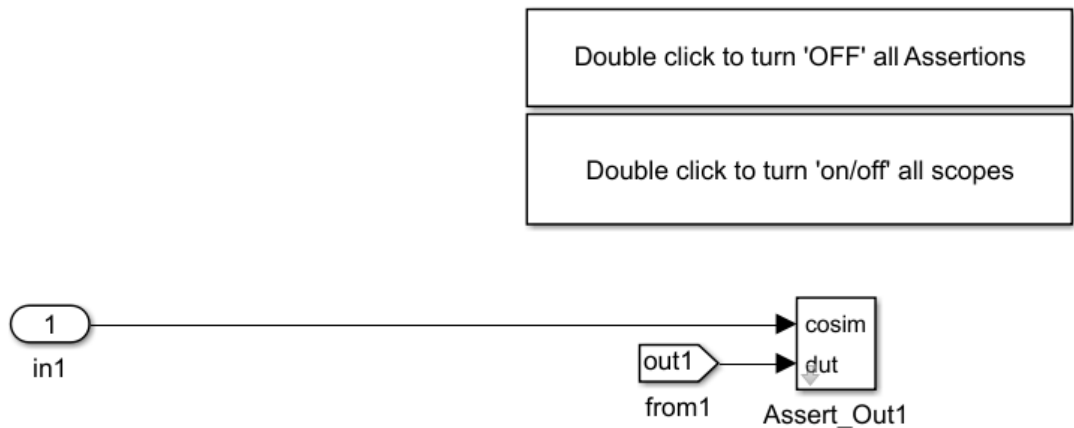 Double click to turn 'OFF' all Assertions
Double click to turn 'on/off' all scopes
1
in1
out1
from1
cosim
dut
Assert_Out1